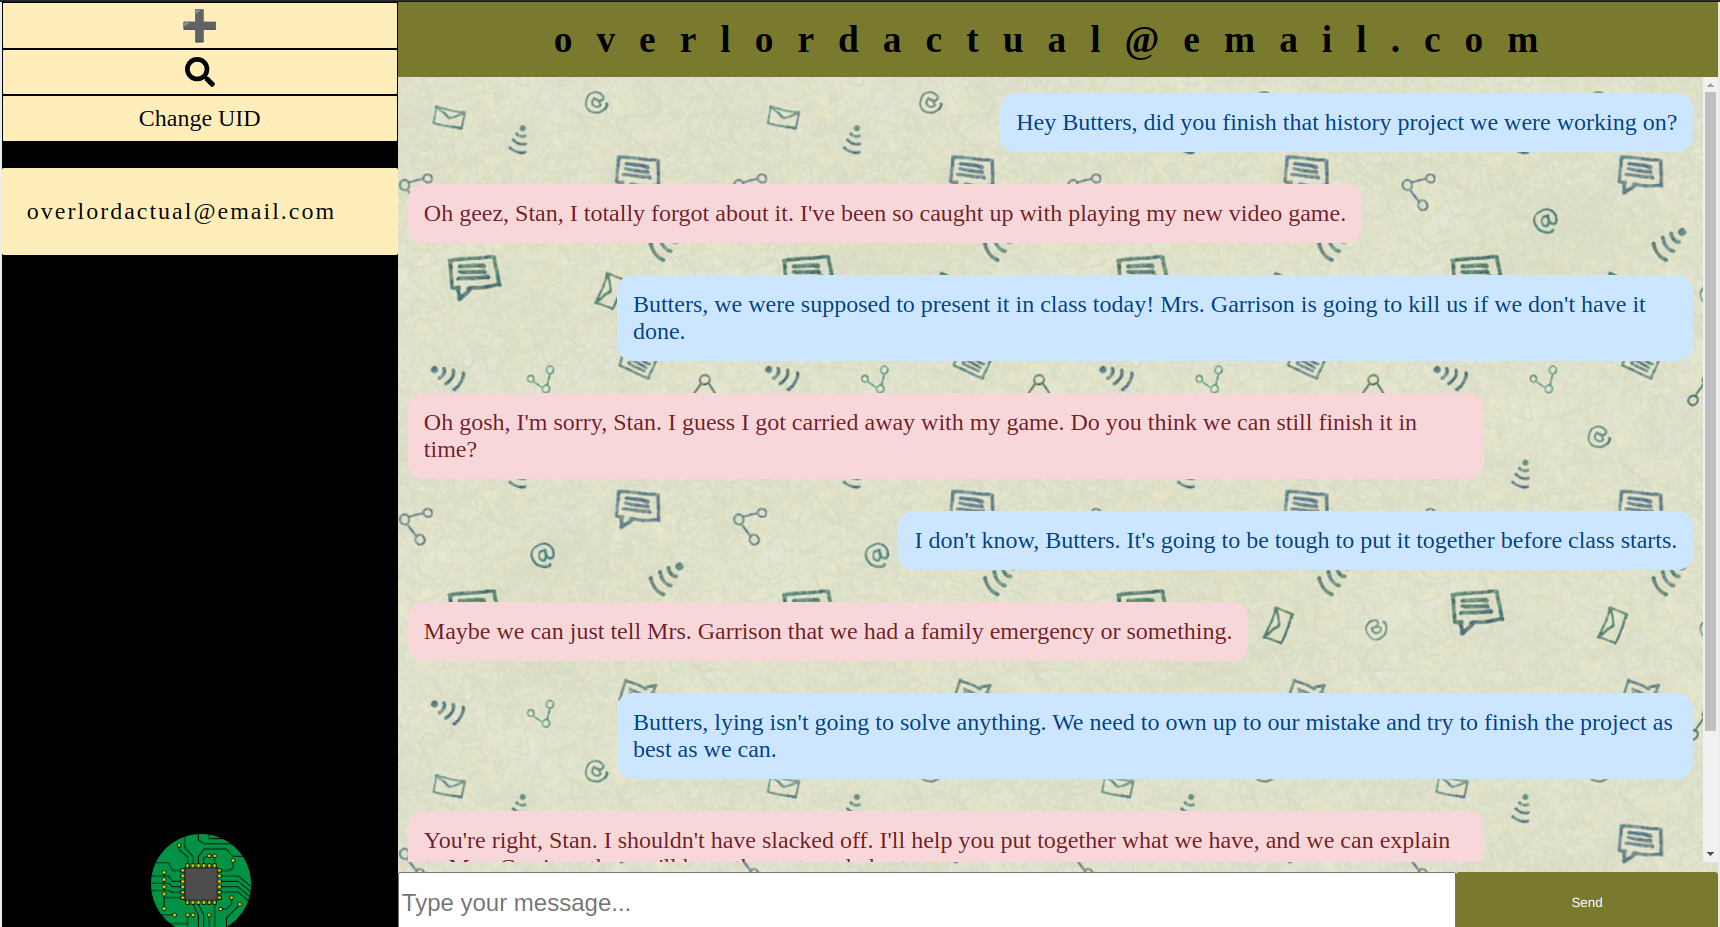 overlordactual@email.com
Change UID
overlordactual@email.com
Hey Butters, did you finish that history project we were working on?
Oh geez, Stan, I totally forgot about it. I've been so caught up with playing my new video game.
Butters, we were supposed to present it in class today! Mrs. Garrison is going to kill us if we don't have it
done.
Oh gosh, I'm sorry, Stan. I guess I got carried away with my game. Do you think we can still finish it in
time?
I don't know, Butters. It's going to be tough to put it together before class starts.
Maybe we can just tell Mrs. Garrison that we had a family emergency or something.
Butters, lying isn't going to solve anything. We need to own up to our mistake and try to finish the project as
best as we can.
You're right, Stan. I shouldn't have slacked off. I'll help you put together what we have, and we can explain
Type your message...
Send